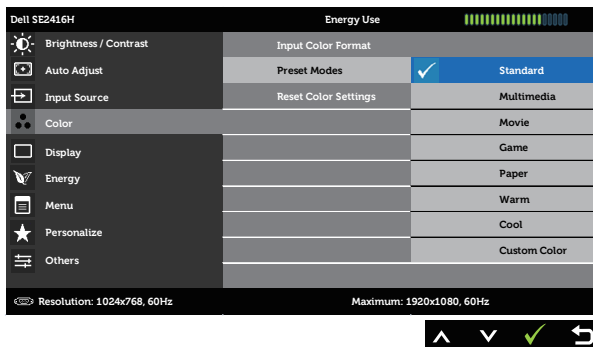 Dell SE2416H Energy Use
Brightness / Contrast Input Color Format
Auto Adjust Preset Modes Standard
Input Source Reset Color Settings Multimedia
Color Movie
Display Game
Energy Paper
Menu Warm
Personalize Cool
Others Custom Color
Resolution: 1024x768, 60Hz Maximum: 1920x1080, 60Hz